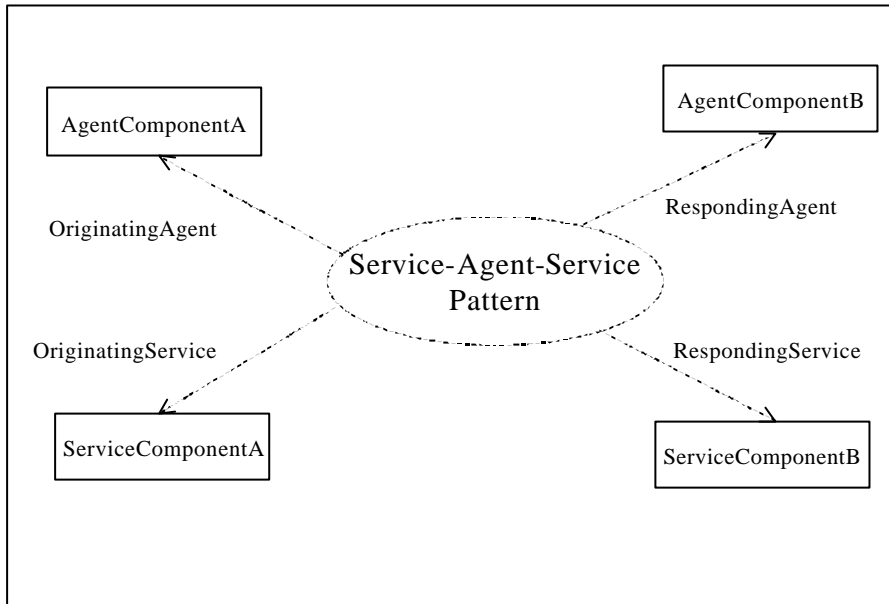 AgentComponentA
AgentComponentB
OriginatingAgent
RespondingAgent
Service-Agent-Service
Pattern
OriginatingService
RespondingService
ServiceComponentA
ServiceComponentB